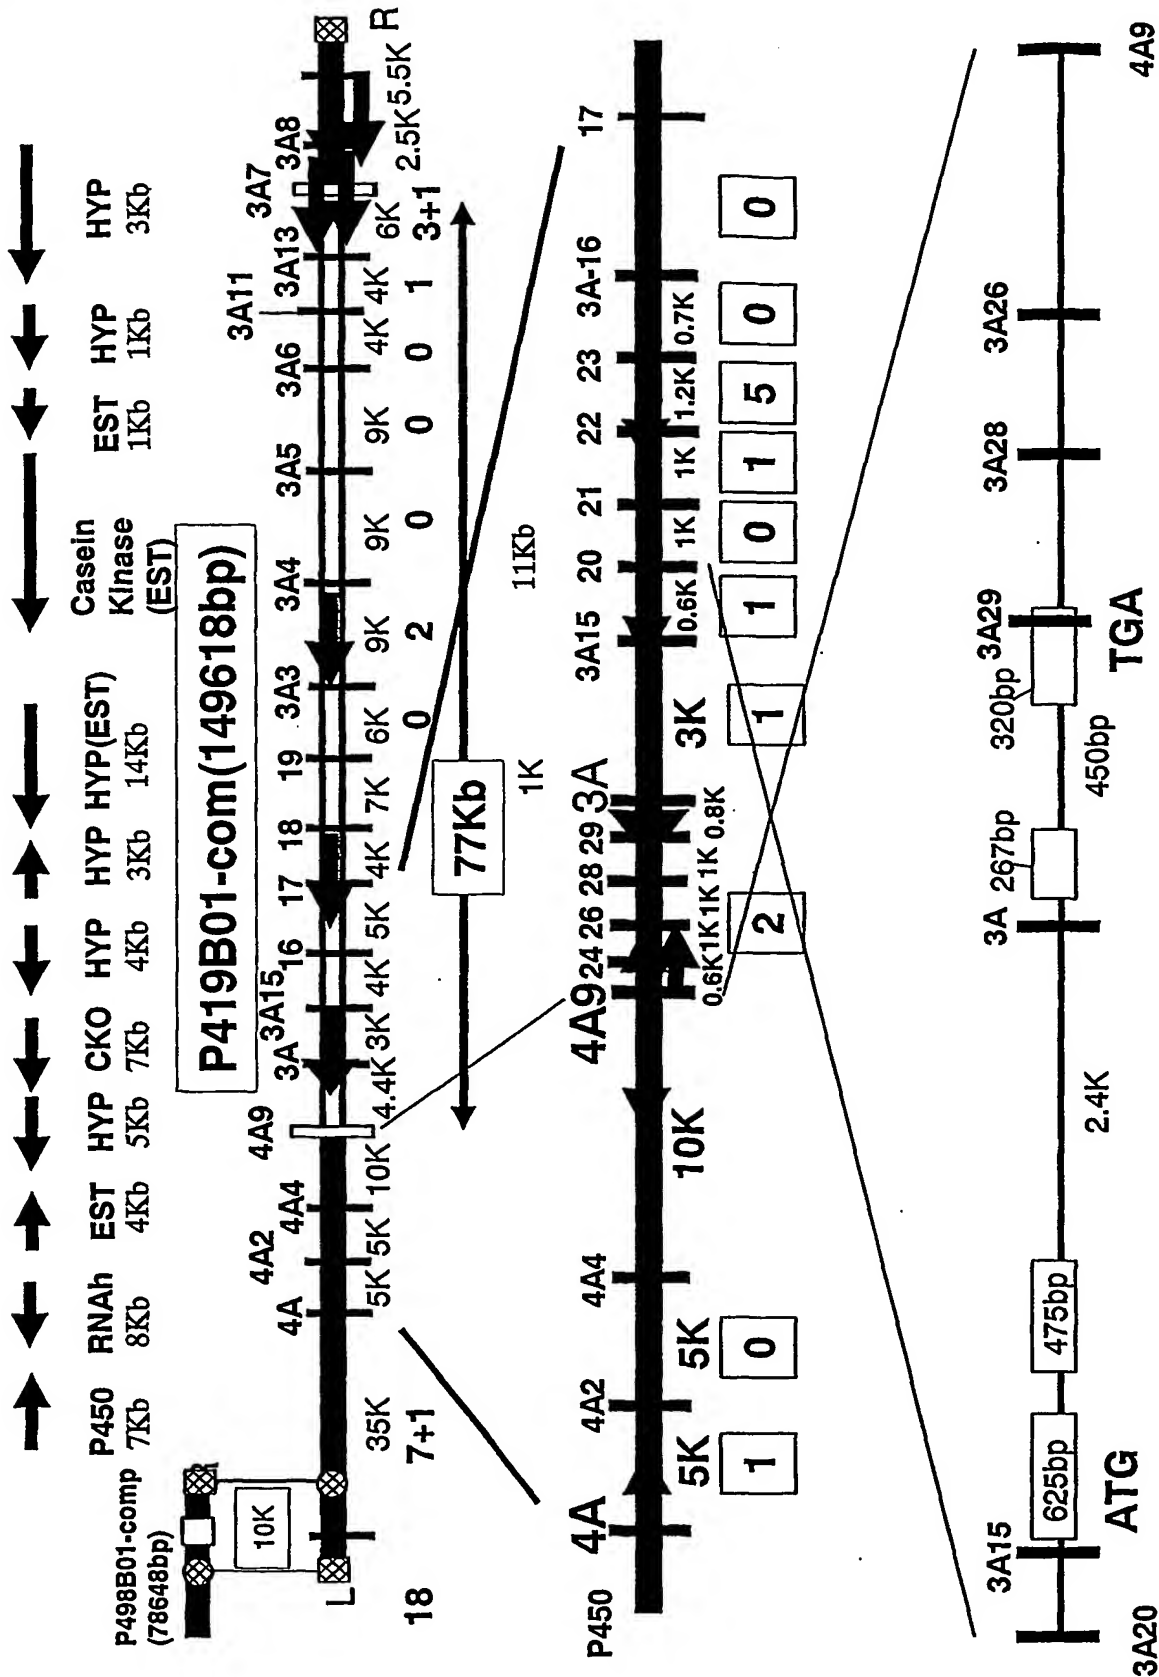 P450 RNAh EST HYP CKO HYP HYP HYP(EST) Casein KInase (EST) EST HYP HYP
7Kb 8Kb 4Kb 5Kb 7Kb 4Kb 3Kb 14Kb 1Kb 1Kb 3Kb
P498B01-comp
(78648bp)
R
P419B01-com(149618bp)
10K
4A 4A2 4A4 4A9 3A 3A15 16 17 18 19 3A3 3A4 3A5 3A6 3A11 3A13 3A7 3A8
L
R
35K 5K 5K 10K 4.4K 3K 4K 5K 4K 7K 6K 9K 9K 9K 4K 4K 6K 2.5K 5.5K
18 7+1 0 2 0 0 0 1 3+1
77Kb
1K 11Kb
P450
4A 4A2 4A4 4A9 24 26 28 29 3A 3A15 20 21 22 23 3A-16 17
5K 5K 10K 0.6K 1K 1K 1K 0.8K 3K 0.6K 1K 1K 1.2K 0.7K
1 0 2 1 1 0 1 5 0 0
3A20 3A15 3A 3A29 3A28 3A26 4A9
625bp 475bp 267bp 320bp
ATG 2.4K 450bp TGA